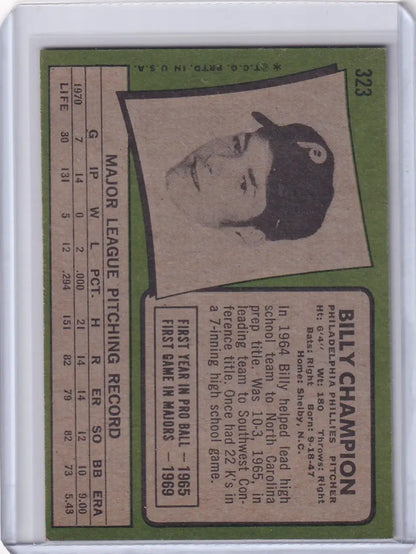 323
BILLY CHAMPION
PHILADELPHIA PHILLIES PITCHER
Ht: 6'4" Wt: 180 Throws: Right
Bats: Right Born: 9-18-47
Home: Shelby, N.C.
In 1964 Billy helped lead high
school team to North Carolina
prep title. Was 10-3, 1965, in
leading team to Southwest Con-
ference title. Once had 22 K's in
a 7-inning high school game.
FIRST YEAR IN PRO BALL — 1965
FIRST GAME IN MAJORS — 1969
P
MAJOR LEAGUE PITCHING RECORD
G IP W L PCT. H R ER SO BB ERA
1970 7 14 0 2 .000 21 14 14 12 10 9.00
LIFE 30 131 5 12 .294 151 82 79 82 73 5.43
* T.C.G. PRTD. IN U.S.A.